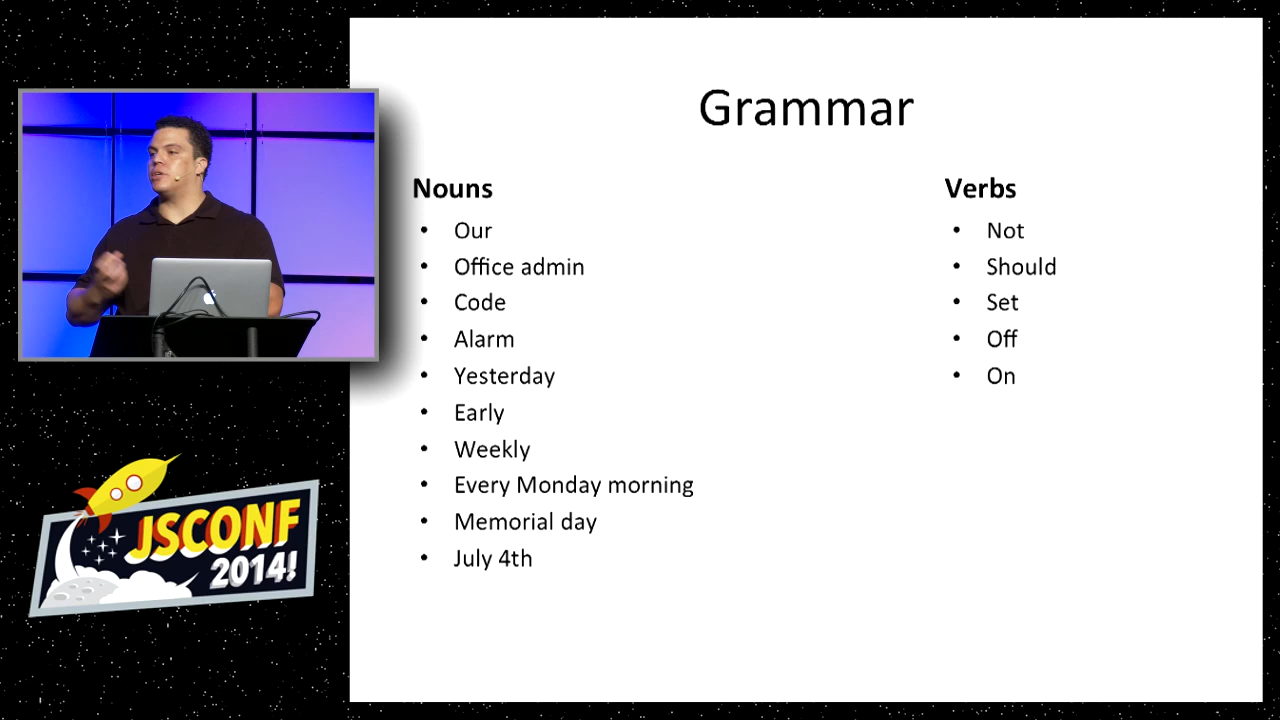 Grammar
Nouns
• Our
• Office admin
• Code
• Alarm
• Yesterday
• Early
• Weekly
• Every Monday morning
• Memorial day
• July 4th
Verbs
• Not
• Should
• Set
• Off
• On
JSCONF
2014!